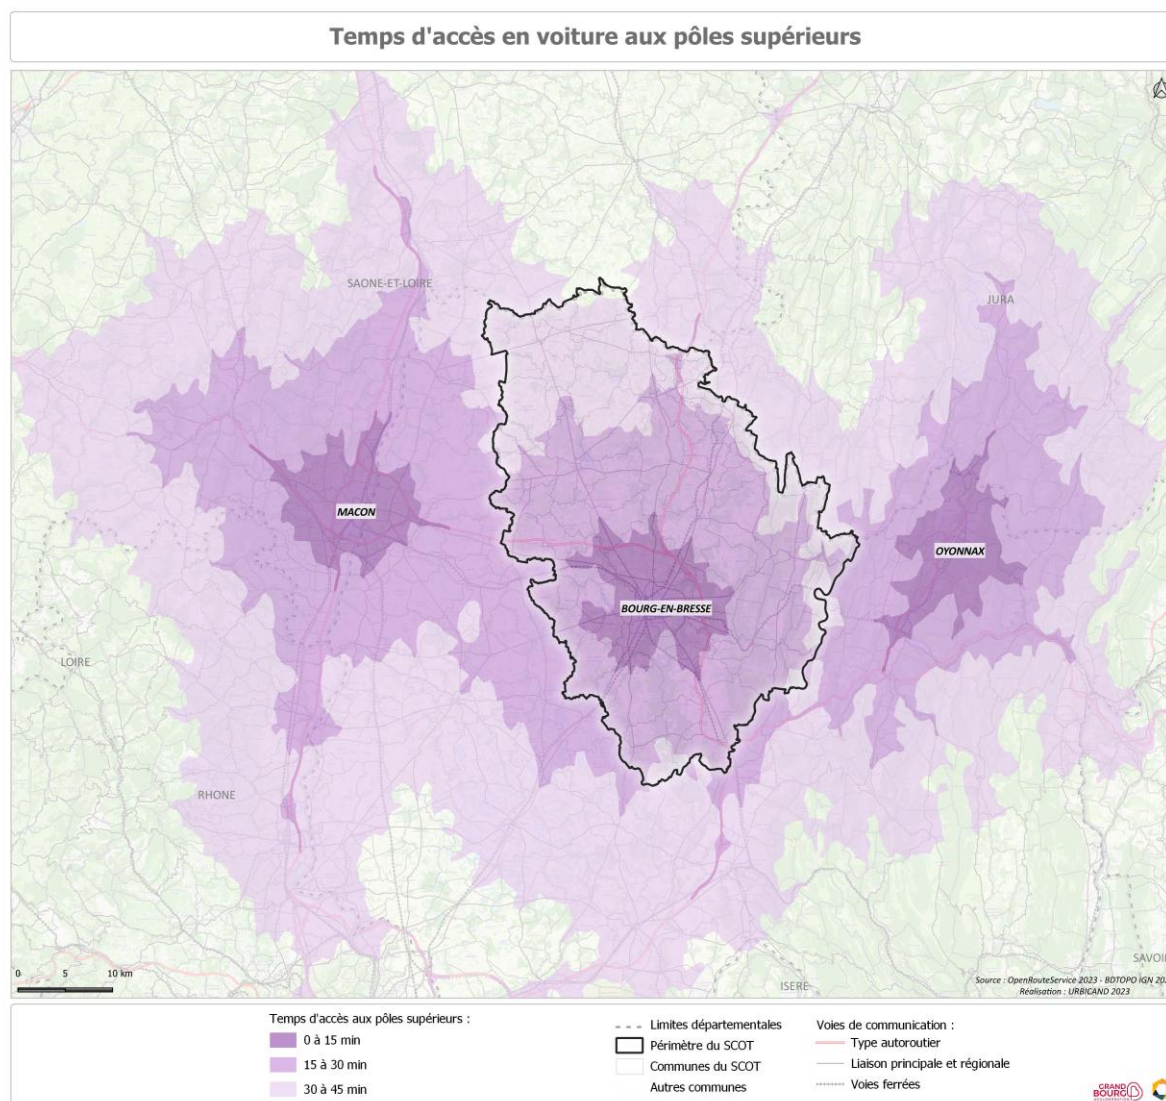 Temps d'accès en voiture aux pôles supérieurs
SAONE-ET-LOIRE
JURA
MACON
OYONNAX
BOURG-EN-BRESSE
LOIRE
RHONE
SAVOI
ISERE
0 5 10 km
Source : OpenRouteService 2023 - BDTOPO IGN 202
Réalisation : URBICAND 2023
Temps d'accès aux pôles supérieurs :
0 à 15 min
15 à 30 min
30 à 45 min
Limites départementales
Périmètre du SCOT
Communes du SCOT
Autres communes
Voies de communication :
Type autoroutier
Liaison principale et régionale
Voies ferrées
GRAND
BOURG
AGGLOMÉRATION